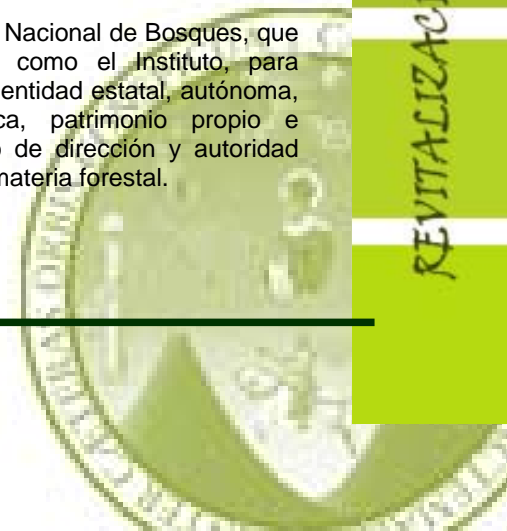 Nacional de Bosques, que
como el Instituto, para
entidad estatal, autónoma,
ca, patrimonio propio e
o de dirección y autoridad
materia forestal.
REVITALIZACI